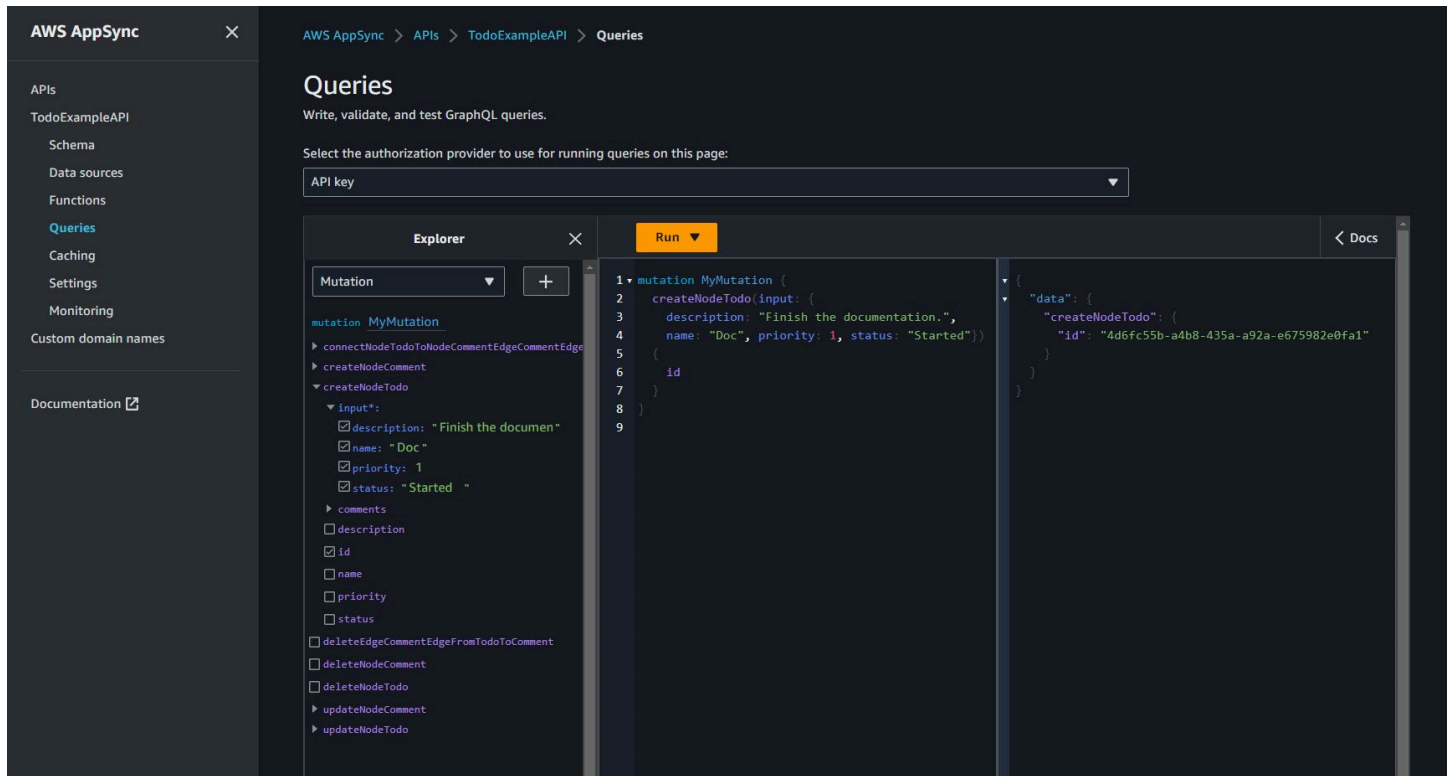 AWS AppSync
APIs
TodoExampleAPI
Schema
Data sources
Functions
Queries
Caching
Settings
Monitoring
Custom domain names
Documentation
AWS AppSync > APIs > TodoExampleAPI > Queries
Queries
Write, validate, and test GraphQL queries.
Select the authorization provider to use for running queries on this page:
API key
Explorer
Mutation
+
mutation MyMutation
connectNodeTodoToNodeCommentEdgeCommentEdge
createNodeComment
createNodeTodo
input*:
description: "Finish the documen"
name: "Doc"
priority: 1
status: "Started "
comments
description
id
name
priority
status
deleteEdgeCommentEdgeFromTodoToComment
deleteNodeComment
deleteNodeTodo
updateNodeComment
updateNodeTodo
Run
1 mutation MyMutation {
2 createNodeTodo(input: {
3 description: "Finish the documentation.",
4 name: "Doc", priority: 1, status: "Started"})
5 {
6 id
7 }
8 }
9
< Docs
{
"data": {
"createNodeTodo": {
"id": "4d6fc55b-a4b8-435a-a92a-e675982e0fa1"
}
}
}